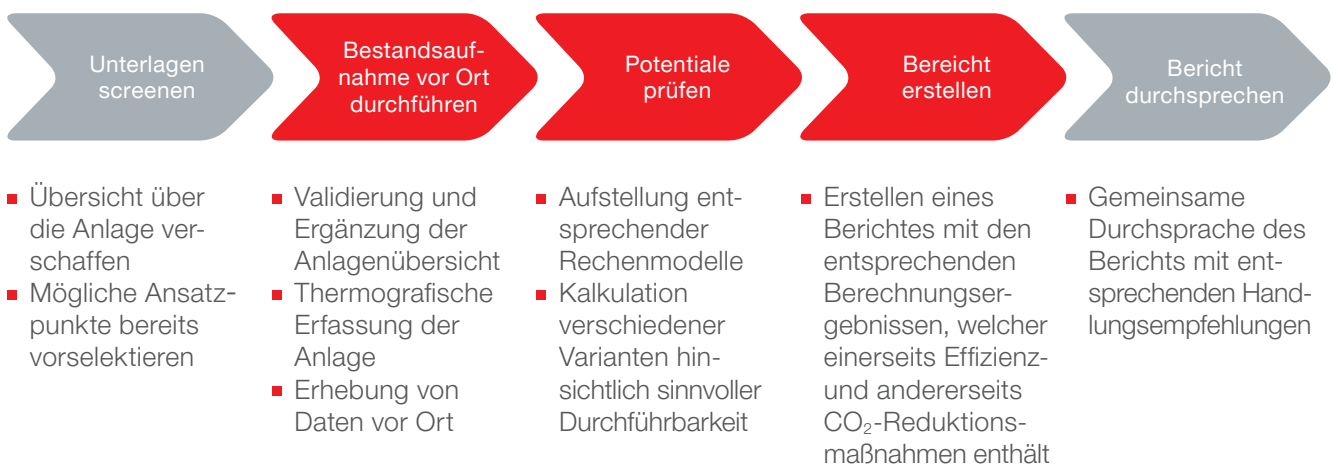 Unterlagen
screenen
Bestandsauf-
nahme vor Ort
durchführen
Potentiale
prüfen
Bereicht
erstellen
Bericht
durchsprechen
Übersicht über
die Anlage ver-
schaffen
Mögliche Ansatz-
punkte bereits
vorselektieren
Validierung und
Ergänzung der
Anlagenübersicht
Thermografische
Erfassung der
Anlage
Erhebung von
Daten vor Ort
Aufstellung ent-
sprechender
Rechenmodelle
Kalkulation
verschiedener
Varianten hin-
sichtlich sinnvoller
Durchführbarkeit
Erstellen eines
Berichtes mit den
entsprechenden
Berechnungser-
gebnissen, welcher
einerseits Effizienz-
und andererseits
CO₂-Reduktions-
maßnahmen enthält
Gemeinsame
Durchsprache des
Berichts mit ent-
sprechenden Hand-
lungsempfehlungen